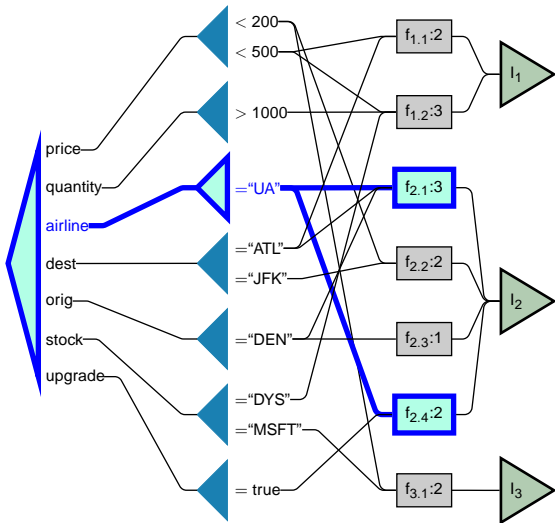 price
quantity
airline
dest
orig
stock
upgrade
< 200
< 500
> 1000
=“UA”
=“ATL”
=“JFK”
=“DEN”
=“DYS”
=“MSFT”
= true
f1.1:2
f1.2:3
f2.1:3
f2.2:2
f2.3:1
f2.4:2
f3.1:2
I1
I2
I3